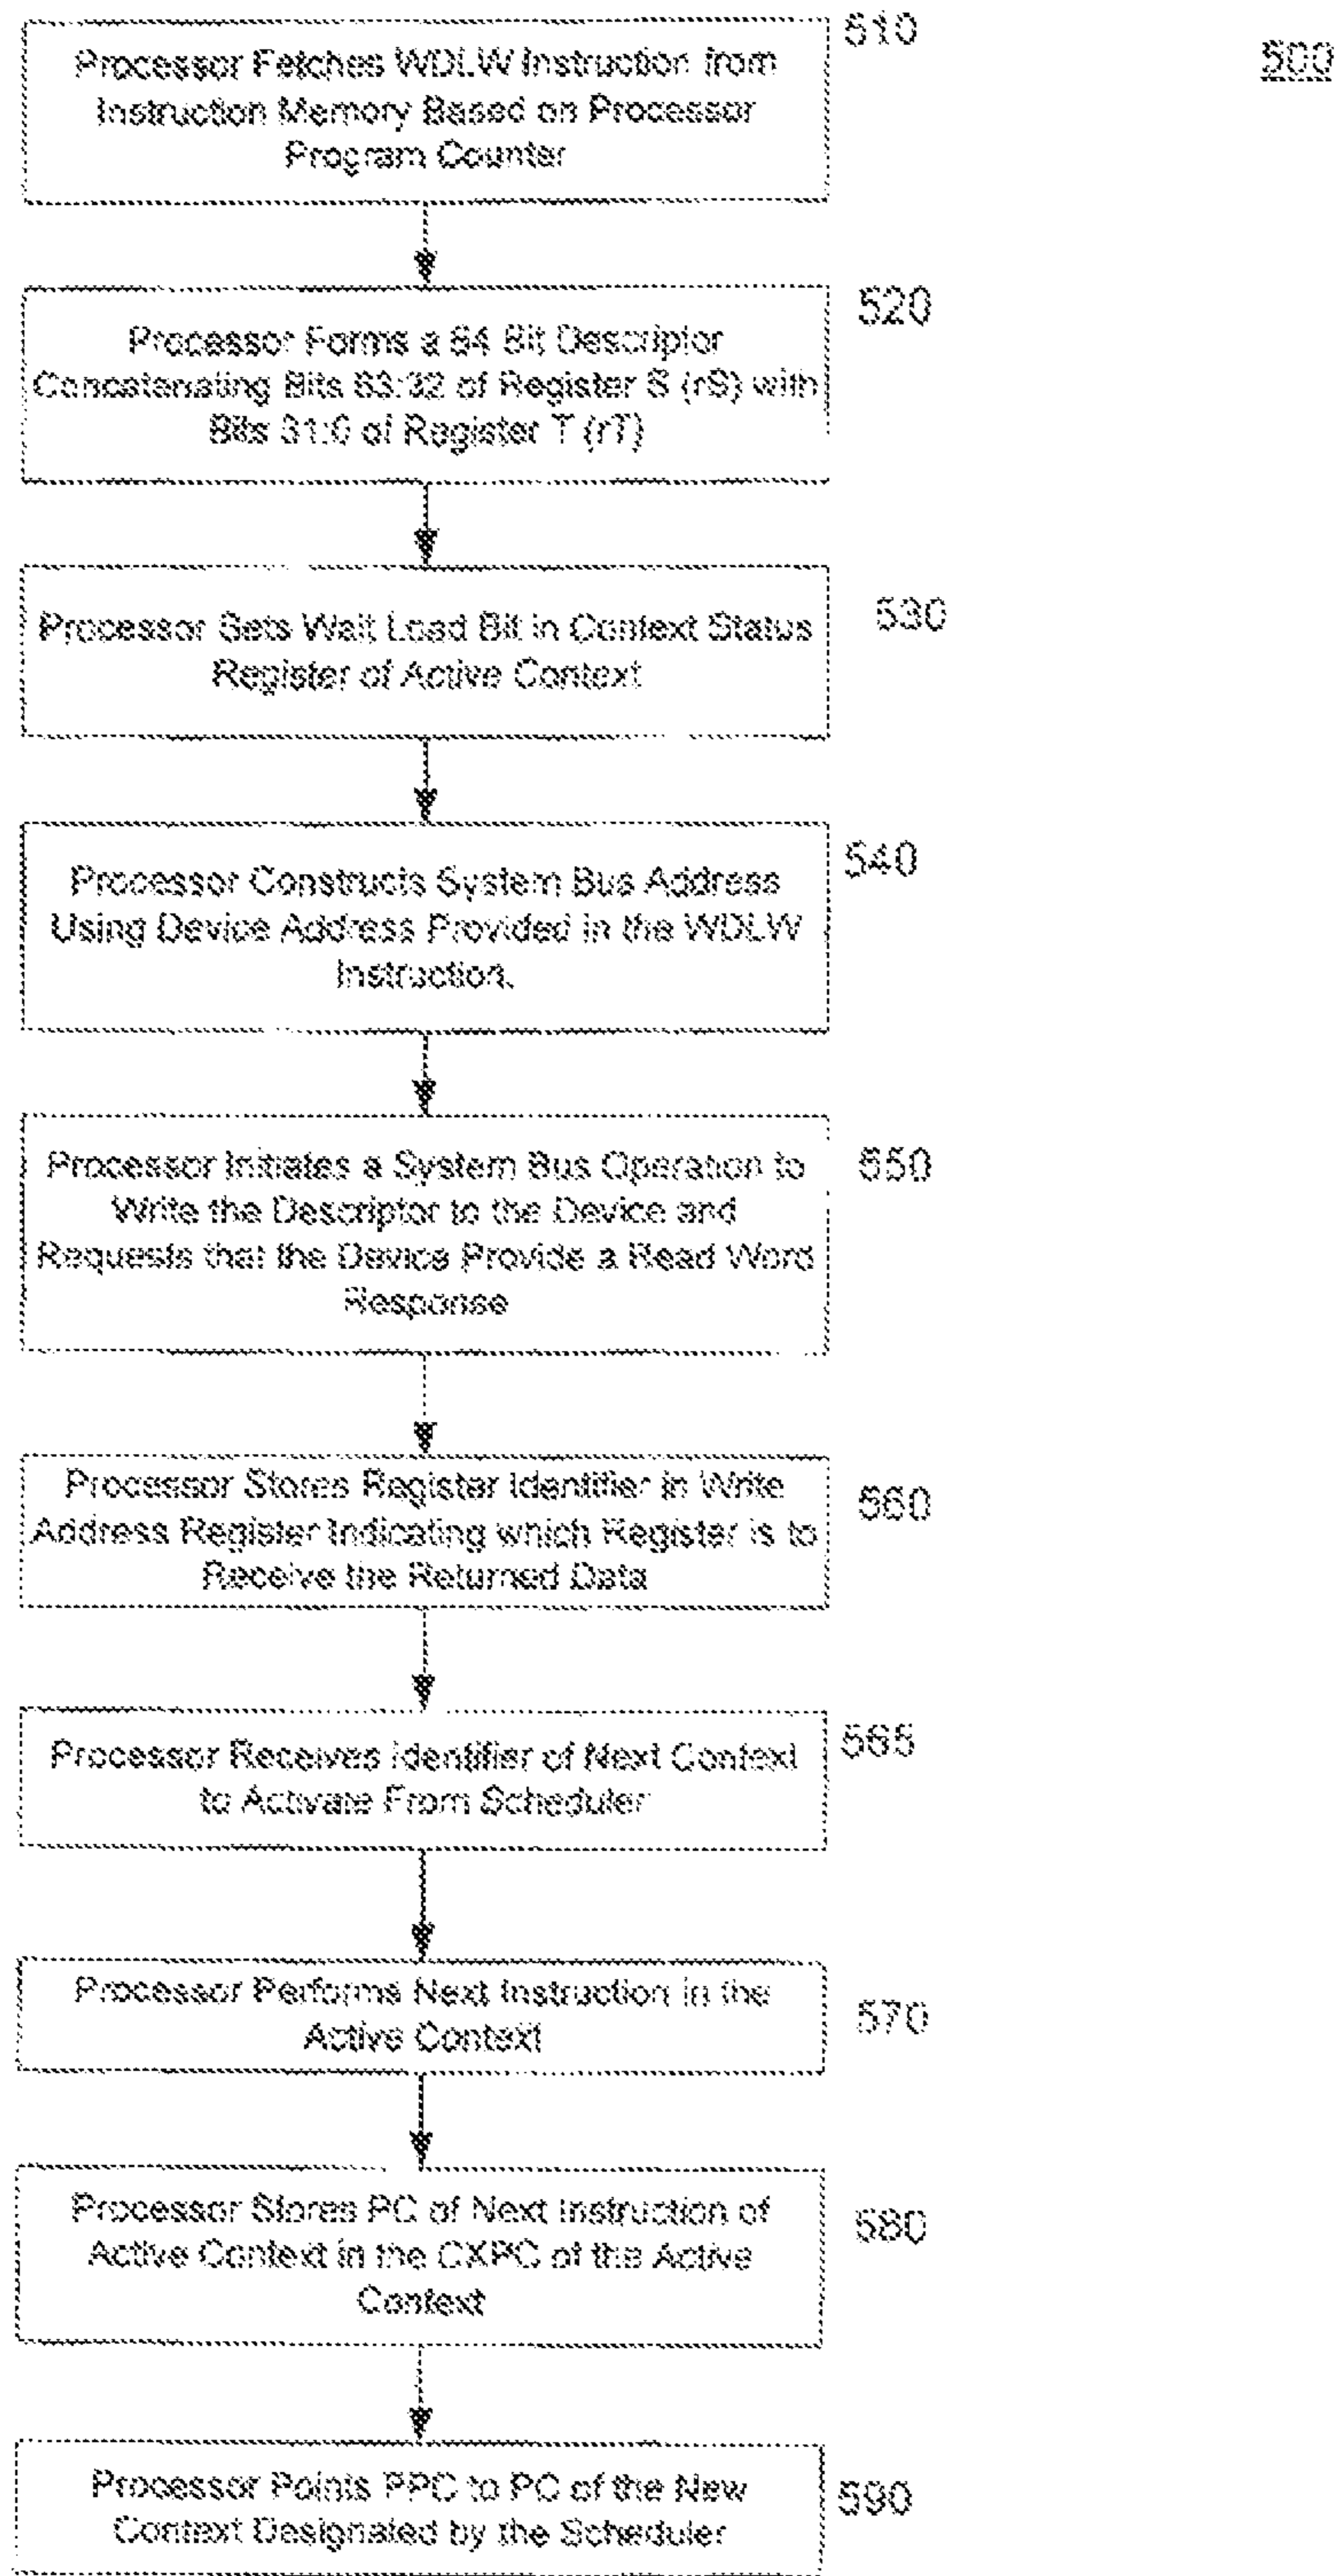 510
500
Processor Fetches WDLW Instruction from
Instruction Memory Based on Processor
Program Counter
520
Processor Forms a 64 Bit Descriptor
Concatenating Bits 63:32 of Register S (rS) with
Bits 31:0 of Register T (rT)
530
Processor Sets Wait Load Bit in Context Status
Register of Active Context
540
Processor Constructs System Bus Address
Using Device Address Provided in the WDLW
Instruction.
550
Processor Initiates a System Bus Operation to
Write the Descriptor to the Device and
Requests that the Device Provide a Read Word
Response
560
Processor Stores Register Identifier in Write
Address Register Indicating which Register is to
Receive the Returned Data
565
Processor Receives Identifier of Next Context
to Activate From Scheduler
570
Processor Performs Next Instruction in the
Active Context
580
Processor Stores PC of Next Instruction of
Active Context in the CXPC of the Active
Context
590
Processor Points PPC to PC of the New
Context Designated by the Scheduler